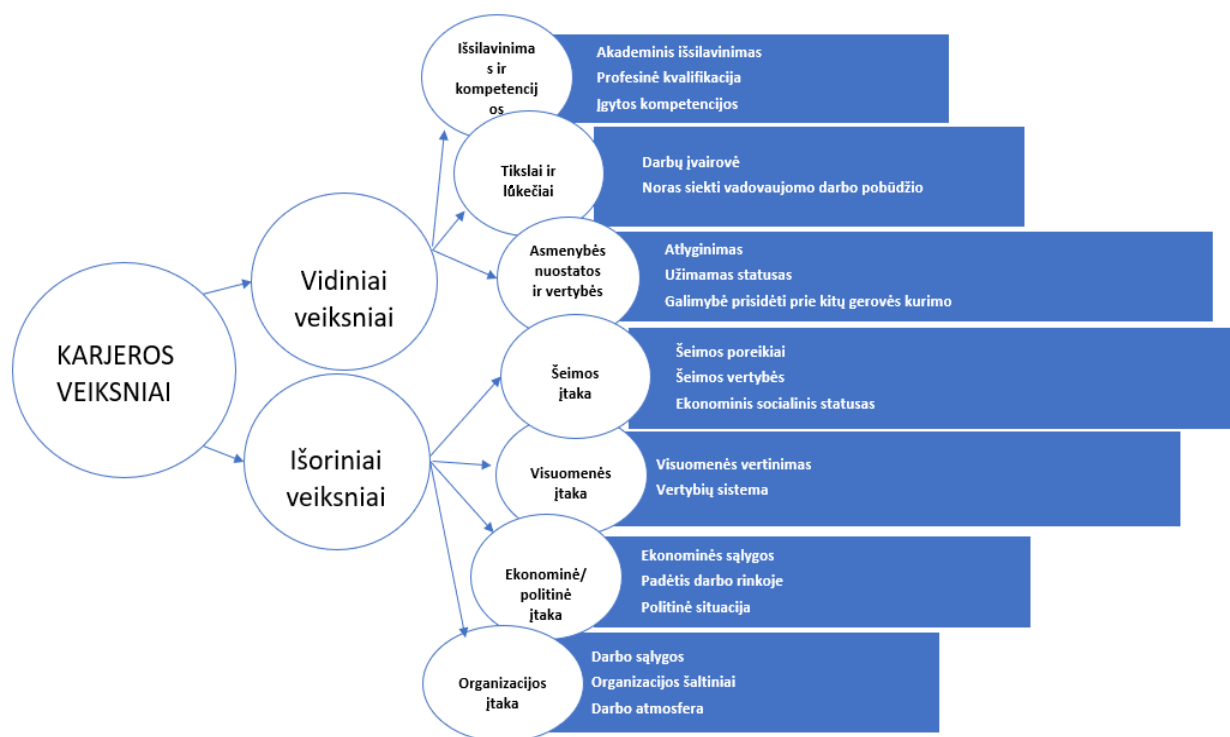 KARJEROS
VEIKSNIAI
Vidiniai
veiksniai
Išsilavinima
s ir
kompetencij
os
Akademinis išsilavinimas
Profesinė kvalifikacija
Įgytos kompetencijos
Tikslai ir
lūkečiai
Darbų įvairovė
Noras siekti vadovaujomo darbo pobūdžio
Asmenybės
nuostatos
ir vertybės
Atlyginimas
Užimamas statusas
Galimybė prisidėti prie kitų gerovės kurimo
Išoriniai
veiksniai
Šeimos
įtaka
Šeimos poreikiai
Šeimos vertybės
Ekonominis socialinis statusas
Visuomenės
įtaka
Visuomenės vertinimas
Vertybių sistema
Ekonominė/
politinė
įtaka
Ekonominės sąlygos
Padėtis darbo rinkoje
Politinė situacija
Organizacijos
įtaka
Darbo sąlygos
Organizacijos šaltiniai
Darbo atmosfera